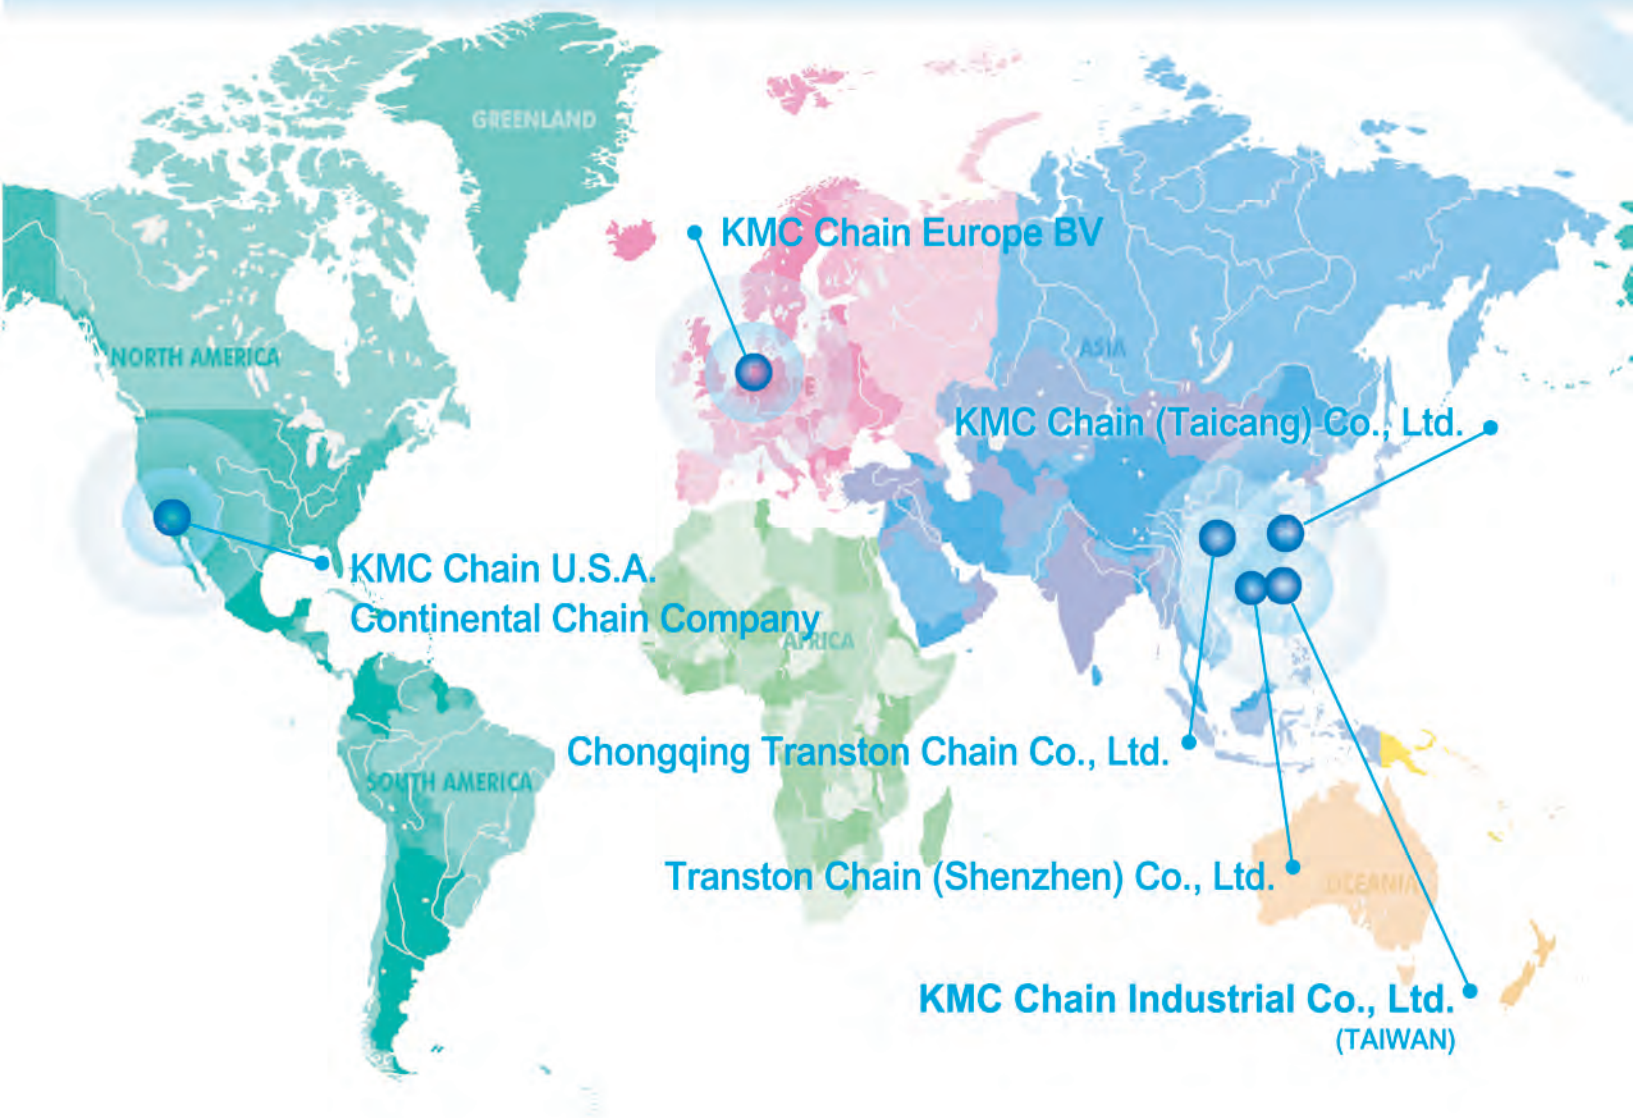 GREENLAND
KMC Chain Europe BV
NORTH AMERICA
ASIA
KMC Chain (Taicang) Co., Ltd.
KMC Chain U.S.A.
Continental Chain Company
AFRICA
Chongqing Transton Chain Co., Ltd.
SOUTH AMERICA
Transton Chain (Shenzhen) Co., Ltd.
OCEANIA
KMC Chain Industrial Co., Ltd.
(TAIWAN)